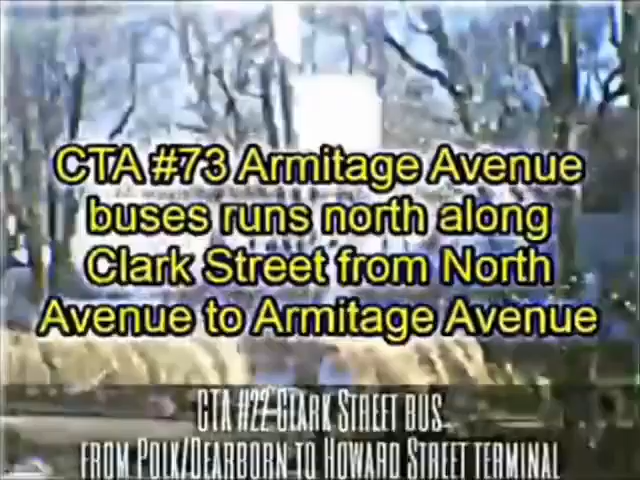 CTA #73 Armitage Avenue
buses runs north along
Clark Street from North
Avenue to Armitage Avenue
CTA #22 Clark Street bus
from Polk/Dearborn to Howard Street terminal